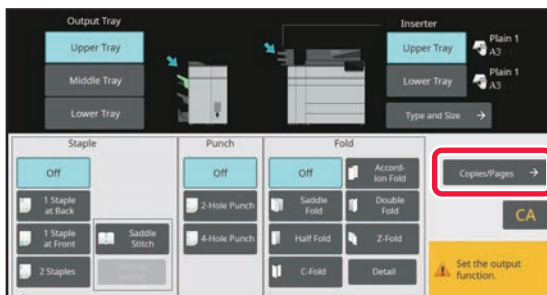 Output Tray
Upper Tray
Middle Tray
Lower Tray
Inserter
Upper Tray
Plain 1
A3
Lower Tray
Plain 1
A3
Type and Size
Staple
Off
1 Staple
at Back
1 Staple
at Front
Saddle
Stitch
2 Staples
Punch
Off
2-Hole Punch
4-Hole Punch
Fold
Off
Accord-
ion Fold
Saddle
Fold
Double
Fold
Half Fold
Z-Fold
C-Fold
Detail
Copies/Pages
CA
Set the output
function.